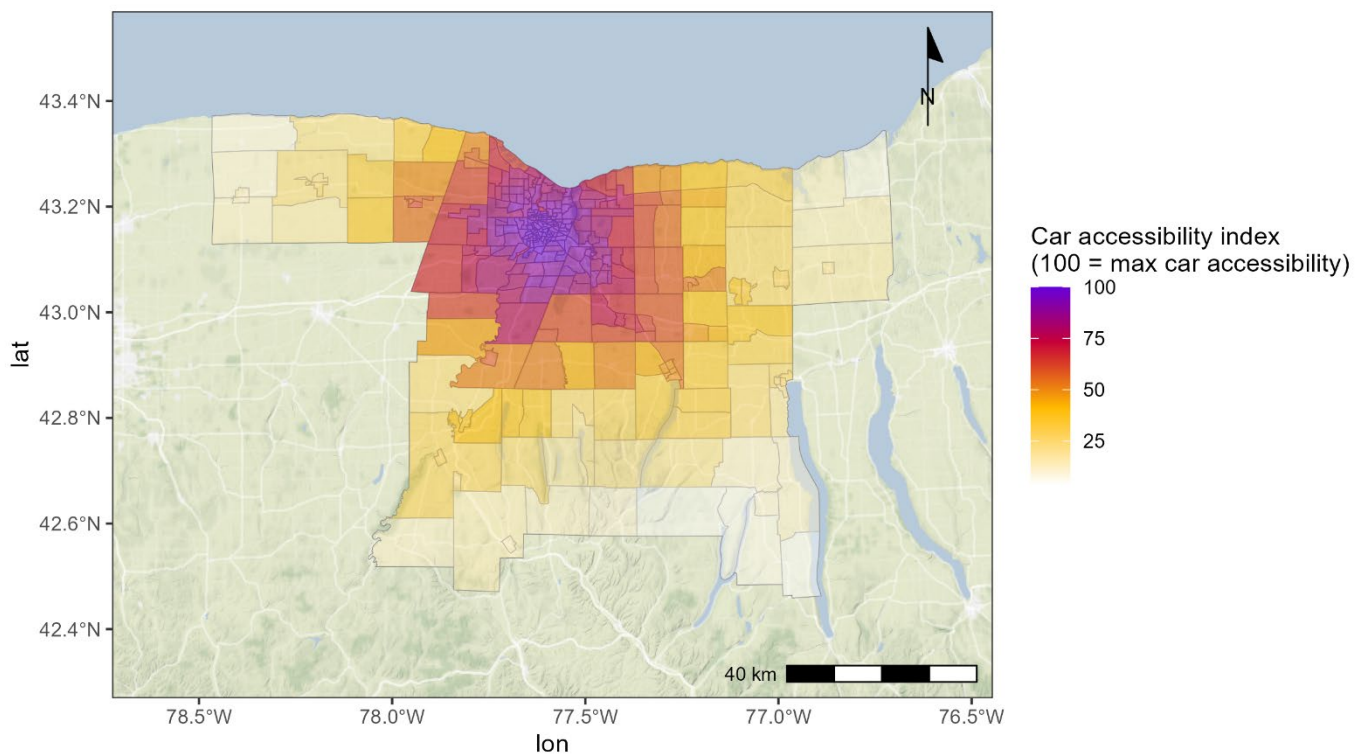 43.4°N
43.2°N
43.0°N
42.8°N
42.6°N
42.4°N
lat
N
40 km
78.5°W
78.0°W
77.5°W
77.0°W
76.5°W
lon
Car accessibility index
(100 = max car accessibility)
100
75
50
25